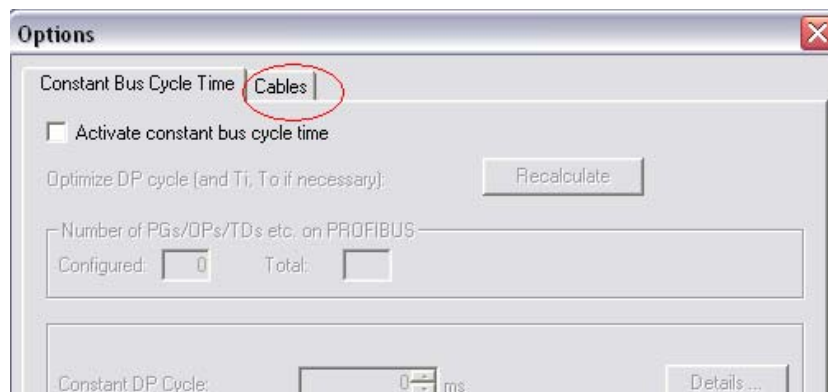 Options
Constant Bus Cycle Time Cables
Activate constant bus cycle time
Optimize DP cycle (and Ti, To if necessary): Recalculate
Number of PGs/OPs/TDs etc. on PROFIBUS
Configured: 0 Total:
Constant DP Cycle: 0 ms Details ...